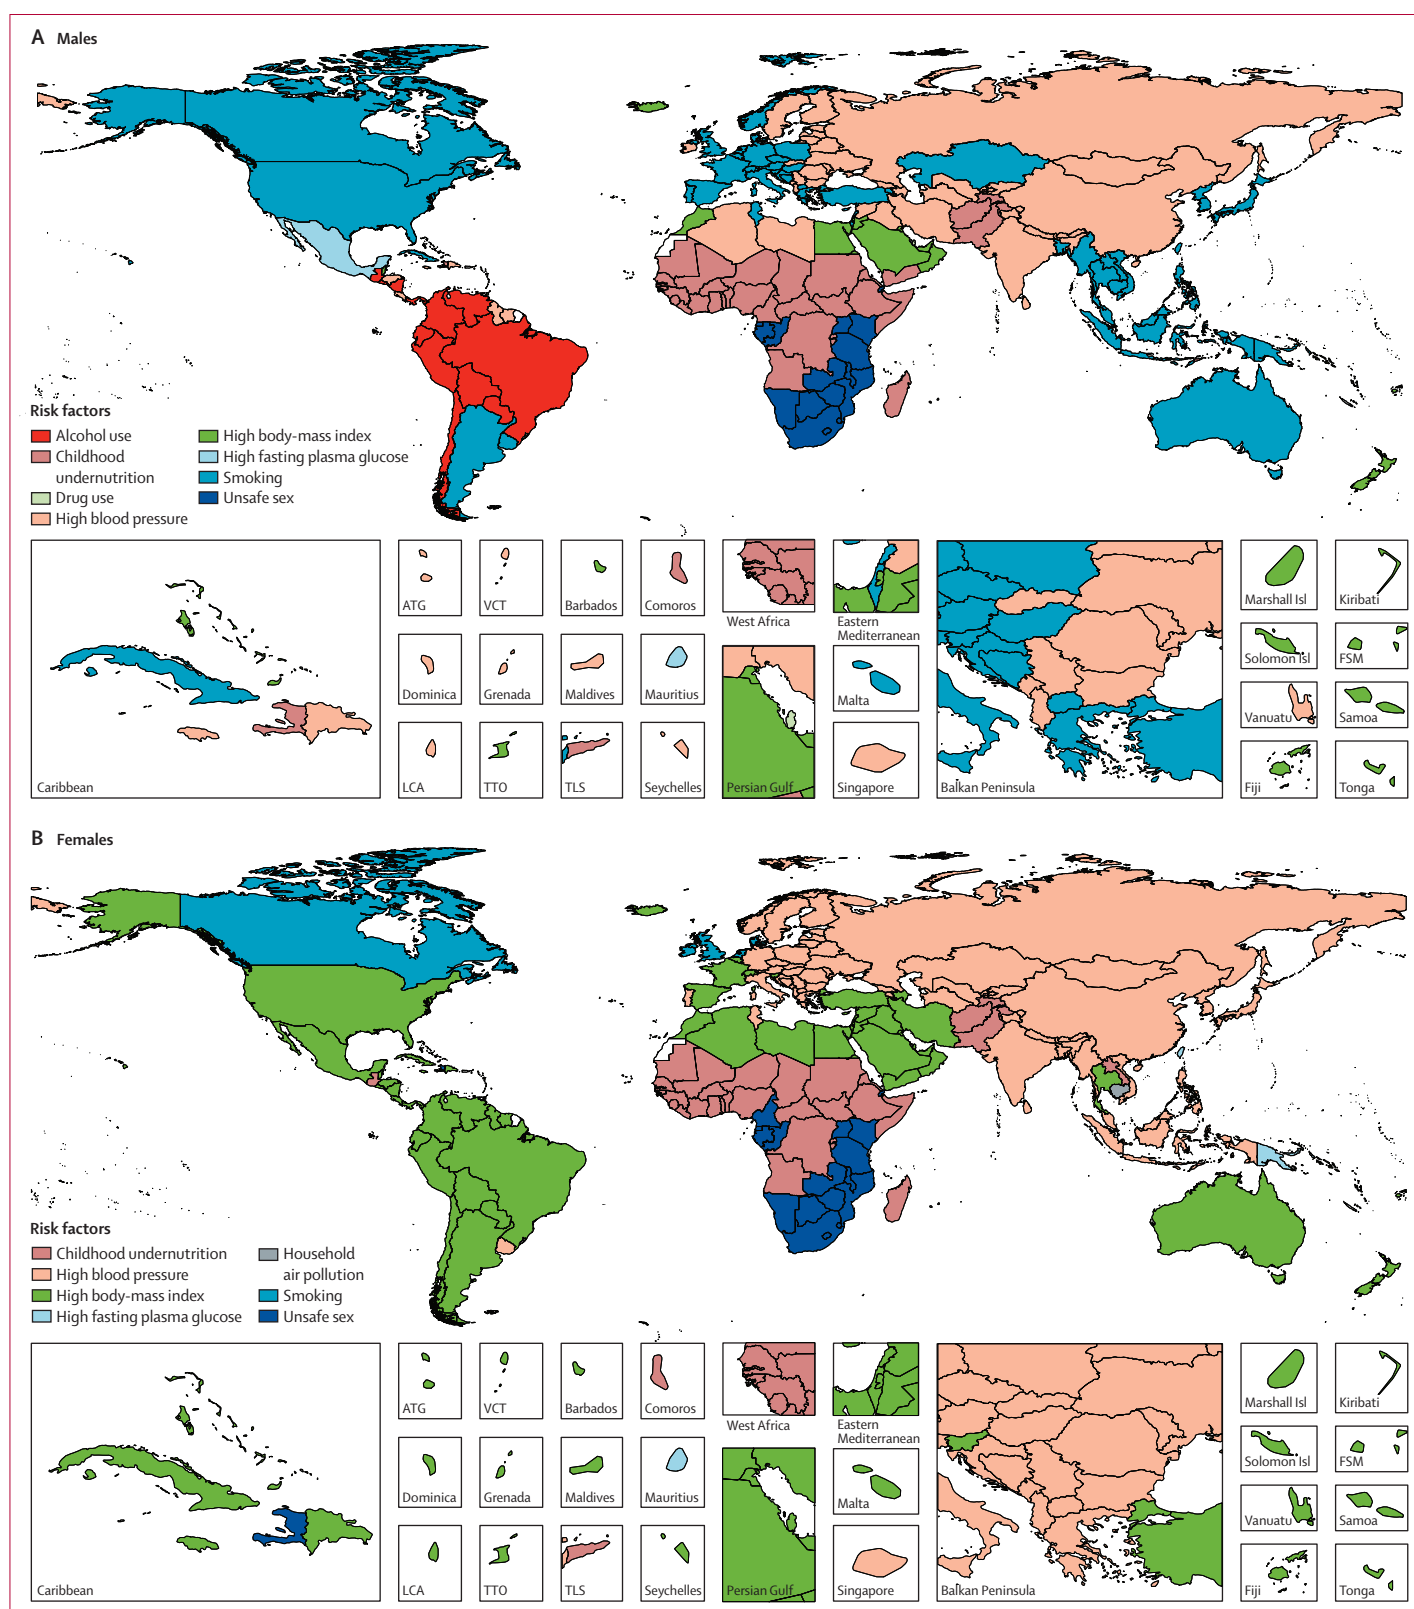 A Males
Risk factors
Alcohol use
Childhood
undernutrition
Drug use
High blood pressure
High body-mass index
High fasting plasma glucose
Smoking
Unsafe sex
Caribbean
ATG
VCT
Barbados
Comoros
Dominica
Grenada
Maldives
Mauritius
LCA
TTO
TLS
Seychelles
West Africa
Eastern
Mediterranean
Persian Gulf
Malta
Singapore
Balkan Peninsula
Marshall Isl
Kiribati
Solomon Isl
FSM
Vanuatu
Samoa
Fiji
Tonga
B Females
Risk factors
Childhood undernutrition
High blood pressure
High body-mass index
High fasting plasma glucose
Household
air pollution
Smoking
Unsafe sex
Caribbean
ATG
VCT
Barbados
Comoros
Dominica
Grenada
Maldives
Mauritius
LCA
TTO
TLS
Seychelles
West Africa
Eastern
Mediterranean
Persian Gulf
Malta
Singapore
Balkan Peninsula
Marshall Isl
Kiribati
Solomon Isl
FSM
Vanuatu
Samoa
Fiji
Tonga